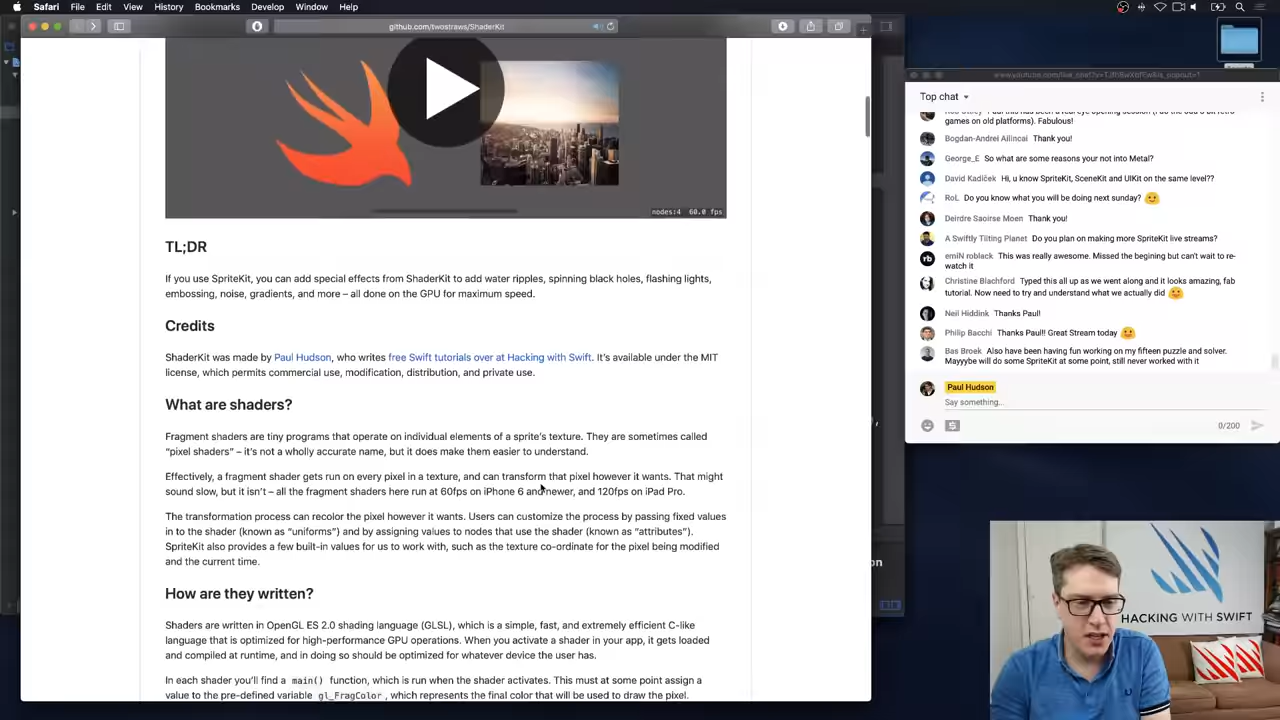 Safari File Edit View History Bookmarks Develop Window Help
github.com/twostraws/ShaderKit
nodes:4 60.0 fps
TL;DR
If you use SpriteKit, you can add special effects from ShaderKit to add water ripples, spinning black holes, flashing lights,
embossing, noise, gradients, and more – all done on the GPU for maximum speed.
Credits
ShaderKit was made by Paul Hudson, who writes free Swift tutorials over at Hacking with Swift. It's available under the MIT
license, which permits commercial use, modification, distribution, and private use.
What are shaders?
Fragment shaders are tiny programs that operate on individual elements of a sprite's texture. They are sometimes called
"pixel shaders" – it's not a wholly accurate name, but it does make them easier to understand.
Effectively, a fragment shader gets run on every pixel in a texture, and can transform that pixel however it wants. That might
sound slow, but it isn't – all the fragment shaders here run at 60fps on iPhone 6 and newer, and 120fps on iPad Pro.
The transformation process can recolor the pixel however it wants. Users can customize the process by passing fixed values
in to the shader (known as "uniforms") and by assigning values to nodes that use the shader (known as "attributes").
SpriteKit also provides a few built-in values for us to work with, such as the texture co-ordinate for the pixel being modified
and the current time.
How are they written?
Shaders are written in OpenGL ES 2.0 shading language (GLSL), which is a simple, fast, and extremely efficient C-like
language that is optimized for high-performance GPU operations. When you activate a shader in your app, it gets loaded
and compiled at runtime, and in doing so should be optimized for whatever device the user has.
In each shader you'll find a main() function, which is run when the shader activates. This must at some point assign a
value to the pre-defined variable gl_FragColor, which represents the final color that will be used to draw the pixel.
on
Top chat
games on old platforms). Fabulous!
Bogdan-Andrei Ailincai Thank you!
George_E So what are some reasons your not into Metal?
David Kadlček Hi, u know SpriteKit, SceneKit and UIKit on the same level??
RoL Do you know what you will be doing next sunday?
Deirdre Saoirse Moen Thank you!
A Swiftly Tilting Planet Do you plan on making more SpriteKit live streams?
emiN roblack This was really awesome. Missed the begining but can't wait to re-
watch it
Christine Blachford Typed this all up as we went along and it looks amazing, fab
tutorial. Now need to try and understand what we actually did
Neil Hiddink Thanks Paul!
Philip Bacchi Thanks Paul!! Great Stream today
Bas Broek Also have been having fun working on my fifteen puzzle and solver.
Mayyybe will do some SpriteKit at some point, still never worked with it
Paul Hudson
Say something...
0/200
HACKING WITH SWIFT